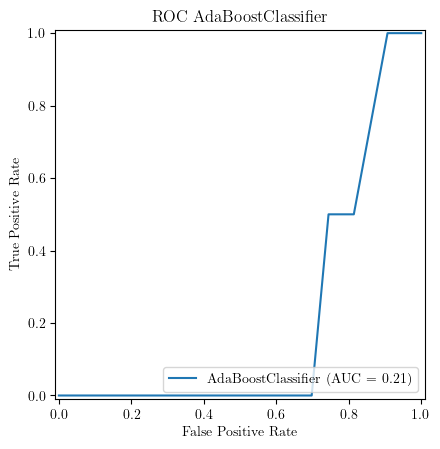 ROC AdaBoostClassifier
1.0
0.8
0.6
0.4
0.2
0.0
True Positive Rate
AdaBoostClassifier (AUC = 0.21)
0.0 0.2 0.4 0.6 0.8 1.0
False Positive Rate